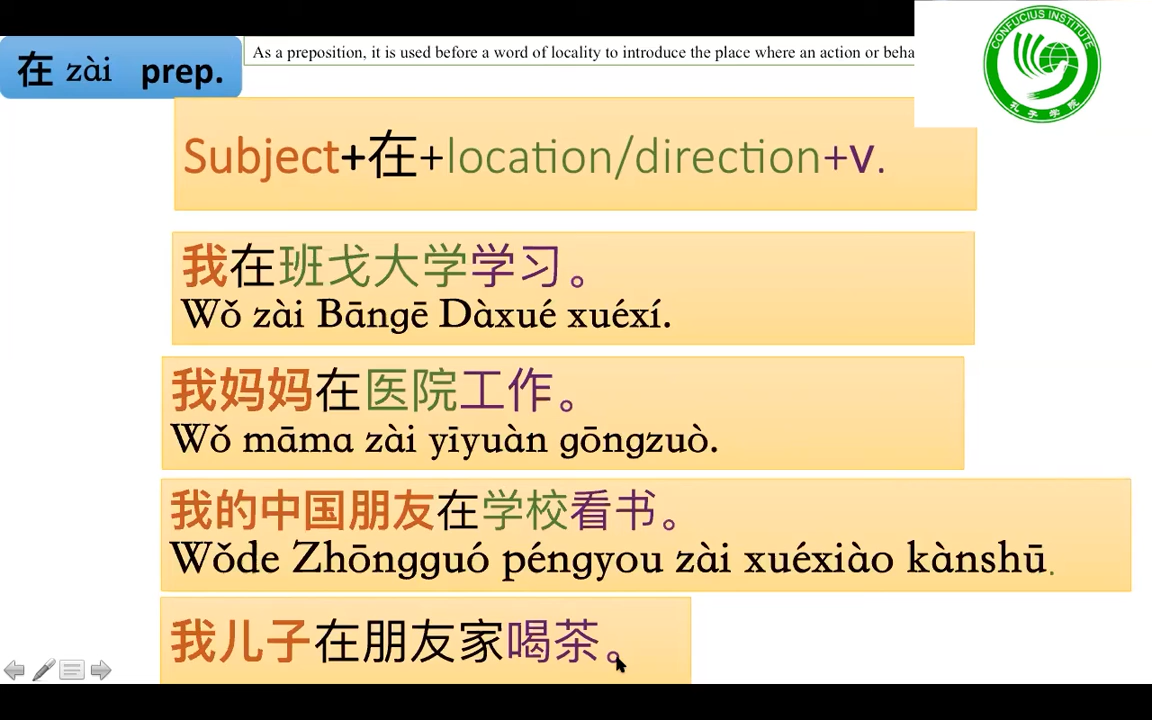 在 zài prep.
As a preposition, it is used before a word of locality to introduce the place where an action or beha
CONFUCIUS INSTITUTE
孔子学院
Subject+在+location/direction+v.
我在班戈大学学习。
Wǒ zài Bāngē Dàxué xuéxí.
我妈妈在医院工作。
Wǒ māma zài yīyuàn gōngzuò.
我的中国朋友在学校看书。
Wǒde Zhōngguó péngyou zài xuéxiào kànshū.
我儿子在朋友家喝茶。